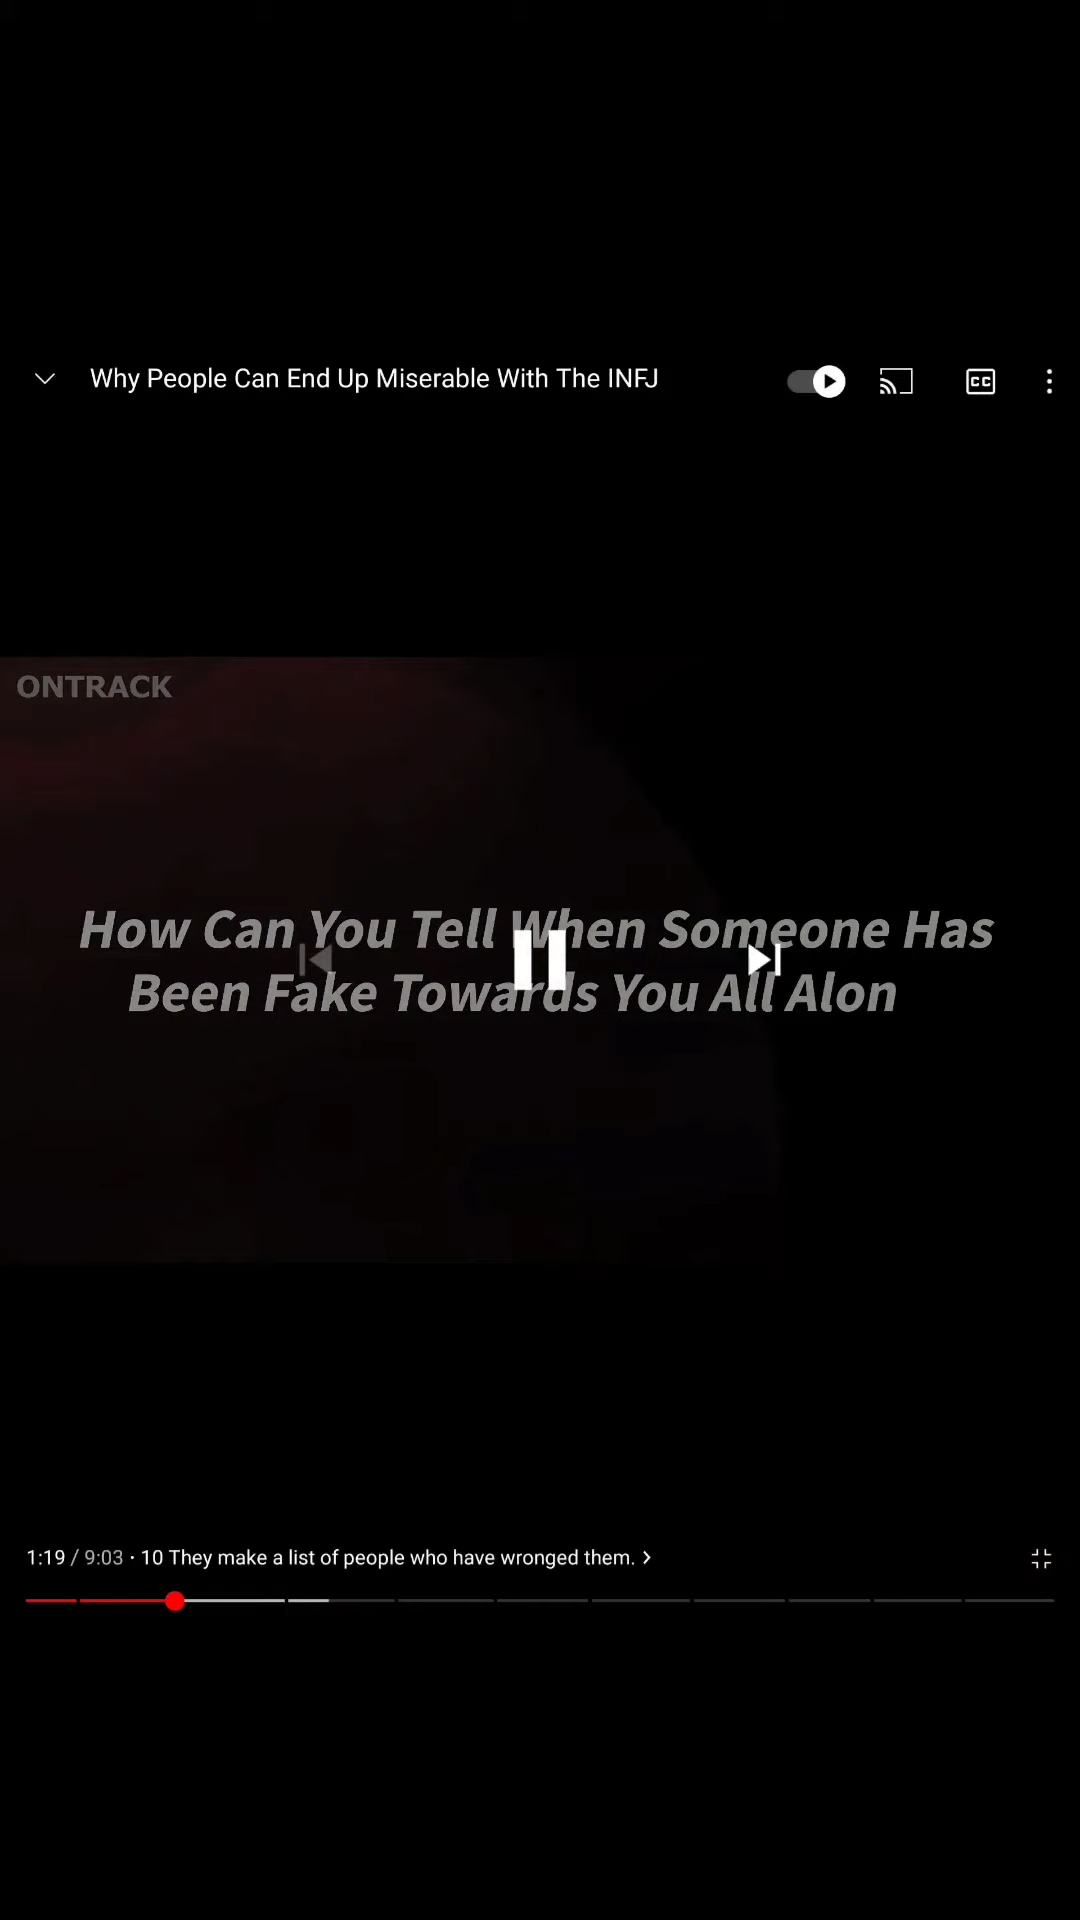 Why People Can End Up Miserable With The INFJ
CC
ONTRACK
How Can You Tell When Someone Has
Been Fake Towards You All Alon
1:19 / 9:03 · 10 They make a list of people who have wronged them.